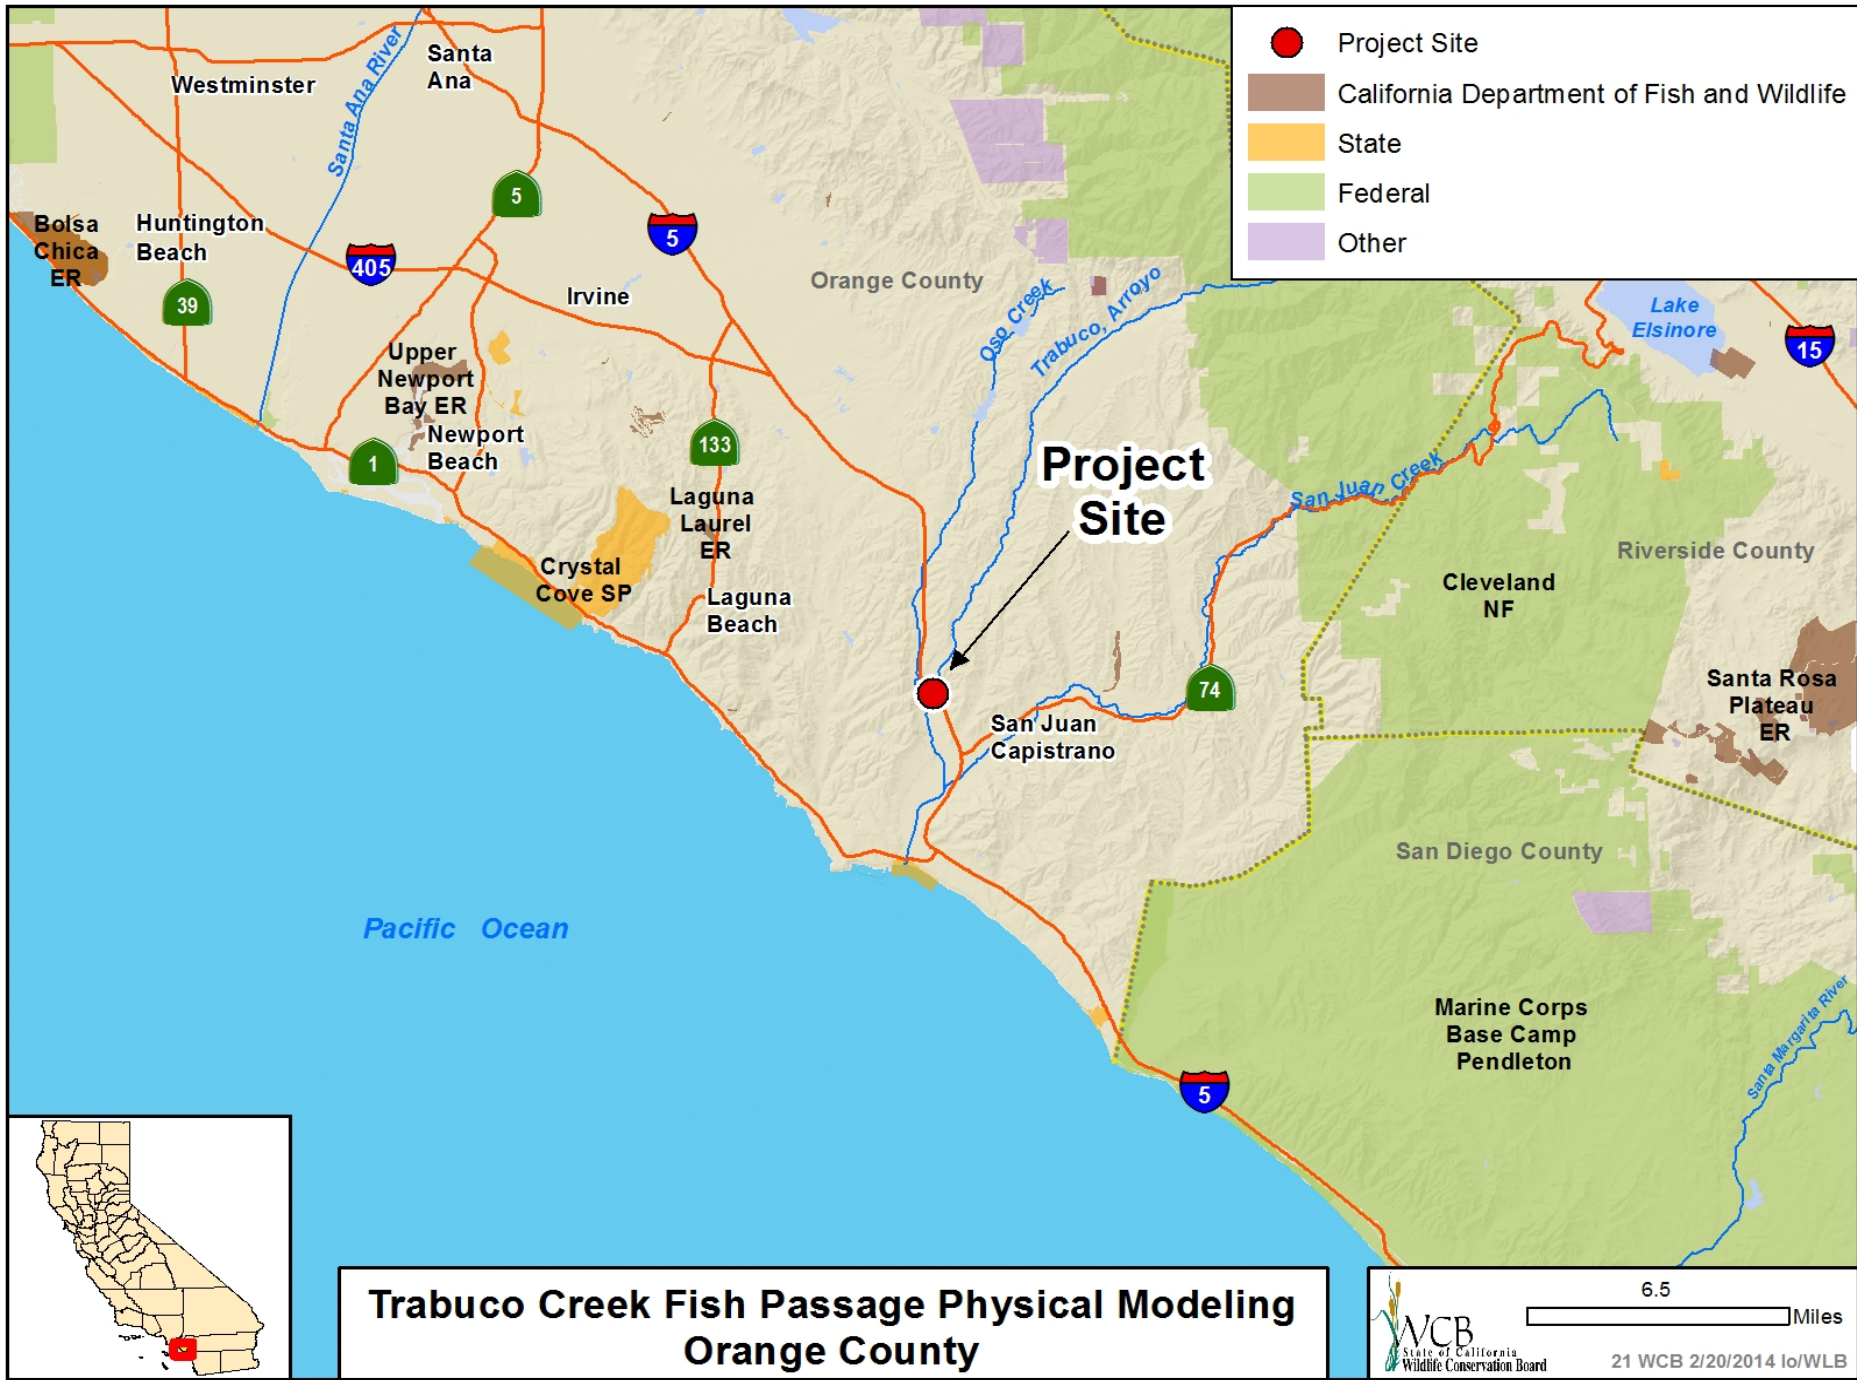 Project Site
California Department of Fish and Wildlife
State
Federal
Other
Santa
Ana
Westminster
Santa Ana River
5
5
Bolsa
Chica
ER
Huntington
Beach
405
39
Irvine
Orange County
Oso Creek
Trabuco, Arroyo
Lake
Elsinore
15
Upper
Newport
Bay ER
Newport
Beach
1
133
Project
Site
San Juan Creek
Laguna
Laurel
ER
Crystal
Cove SP
Laguna
Beach
Riverside County
Cleveland
NF
74
San Juan
Capistrano
Santa Rosa
Plateau
ER
San Diego County
Pacific Ocean
Marine Corps
Base Camp
Pendleton
Santa Margarita River
5
Trabuco Creek Fish Passage Physical Modeling
Orange County
WCB
State of California
Wildlife Conservation Board
6.5
Miles
21 WCB 2/20/2014 lo/WLB